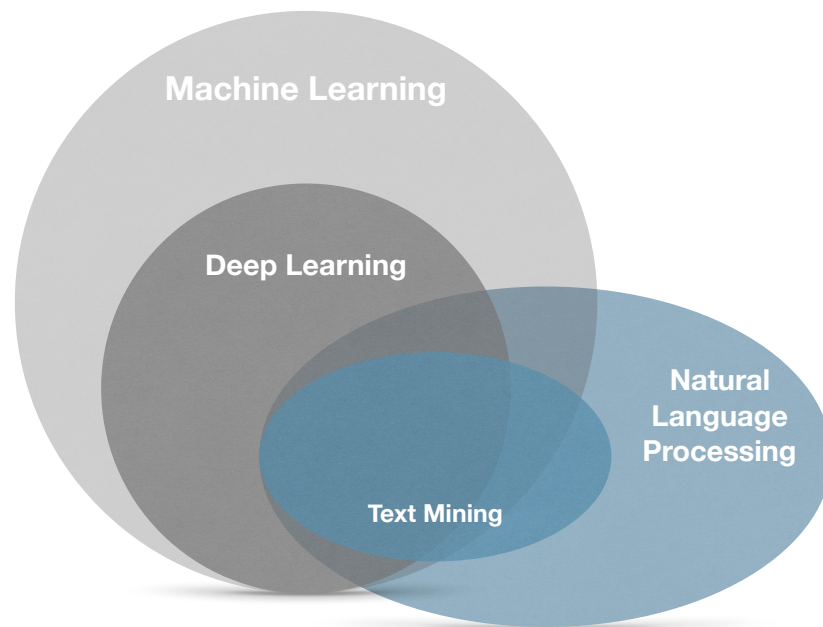 Machine Learning
Deep Learning
Natural
Language
Processing
Text Mining